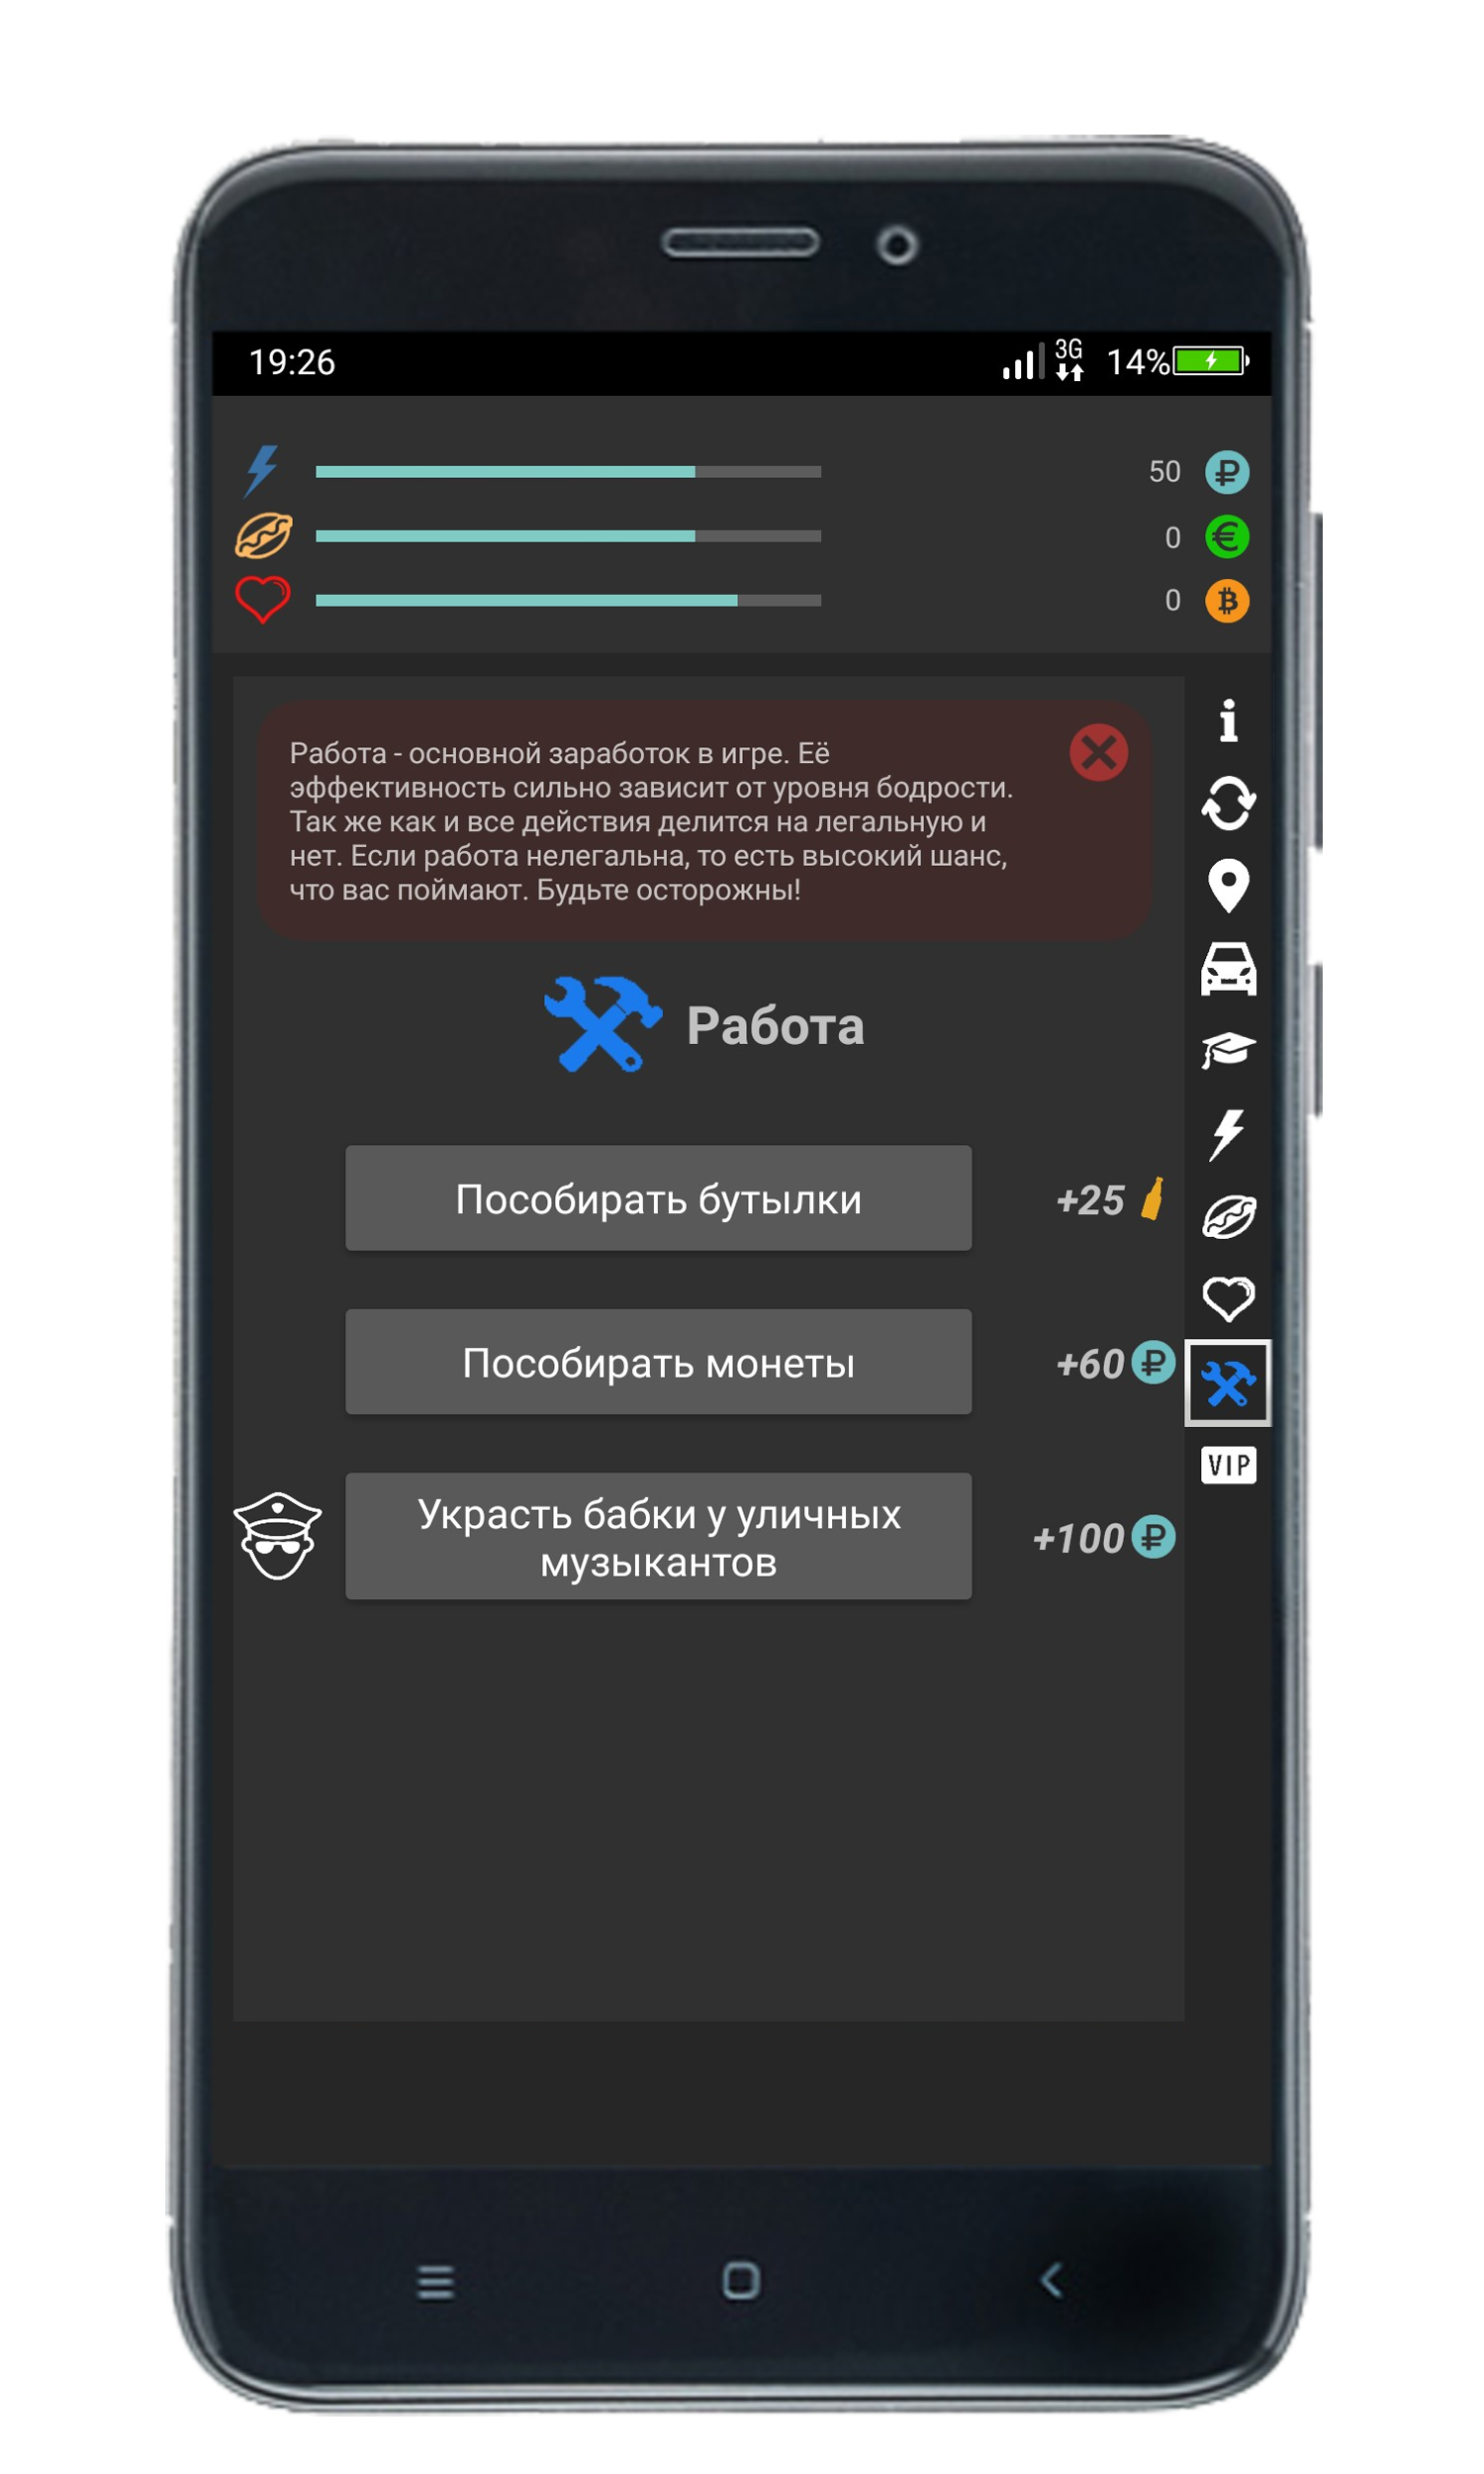 19:26
3G
14%
50 ₽
0 €
0 ₿
Работа - основной заработок в игре. Её
эффективность сильно зависит от уровня бодрости.
Так же как и все действия делится на легальную и
нет. Если работа нелегальна, то есть высокий шанс,
что вас поймают. Будьте осторожны!
Работа
Пособирать бутылки
+25
Пособирать монеты
+60 ₽
Украсть бабки у уличных
музыкантов
+100 ₽
VIP